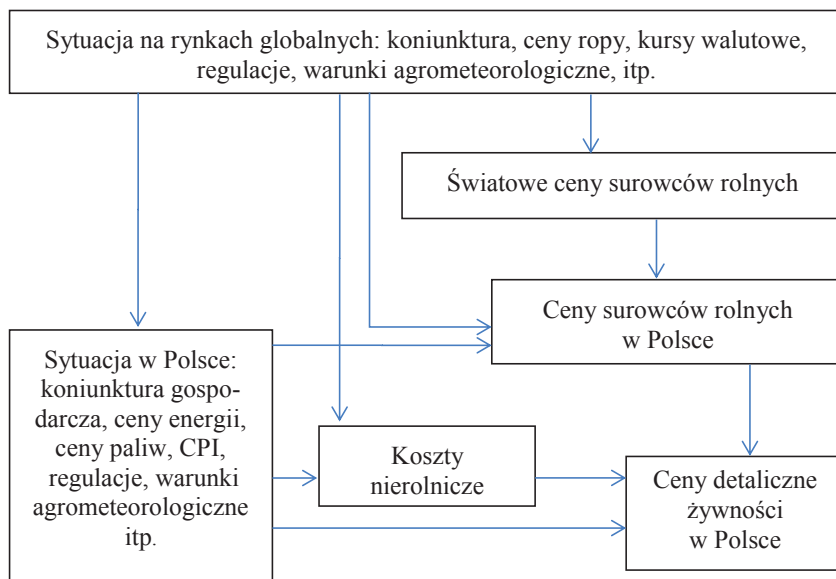 Sytuacja na rynkach globalnych: koniunktura, ceny ropy, kursy walutowe,
regulacje, warunki agrometeorologiczne, itp.
Światowe ceny surowców rolnych
Ceny surowców rolnych
w Polsce
Sytuacja w Polsce:
koniunktura gospo-
darcza, ceny energii,
ceny paliw, CPI,
regulacje, warunki
agrometeorologiczne
itp.
Koszty
nierolnicze
Ceny detaliczne
żywności
w Polsce